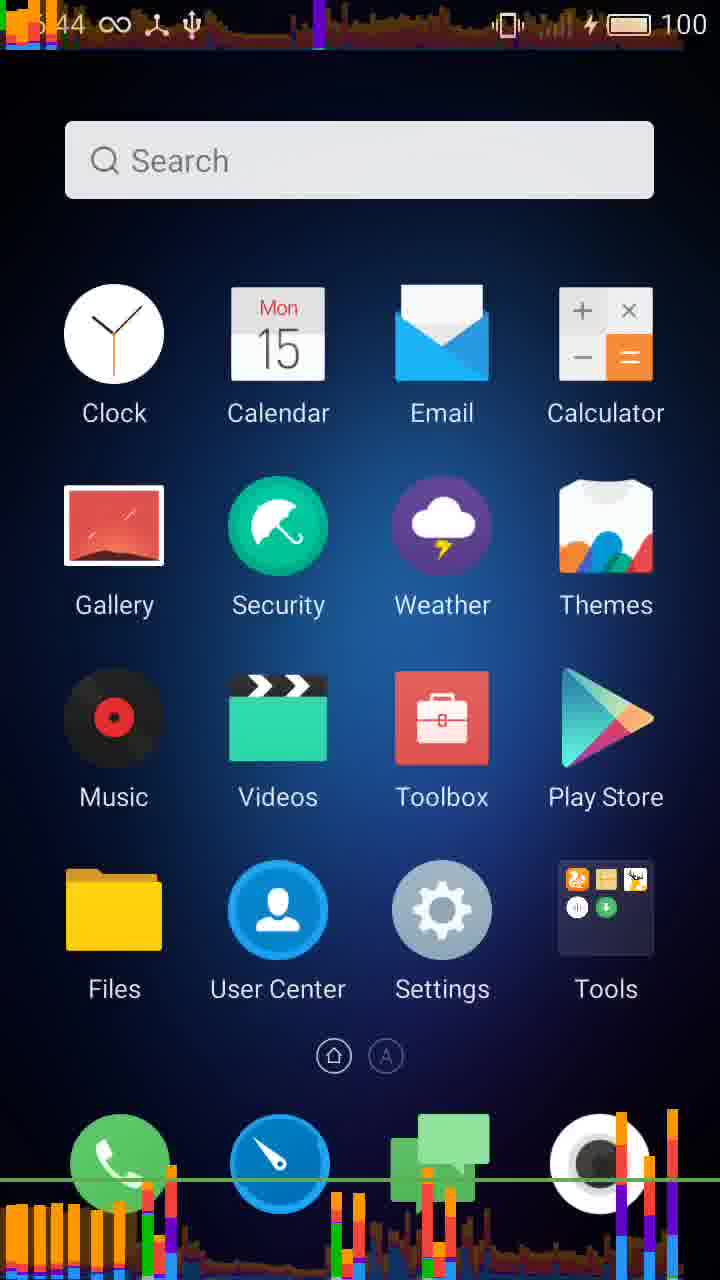 :44 100
Search
Mon
15
Clock Calendar Email Calculator
Gallery Security Weather Themes
Music Videos Toolbox Play Store
Files User Center Settings Tools
A